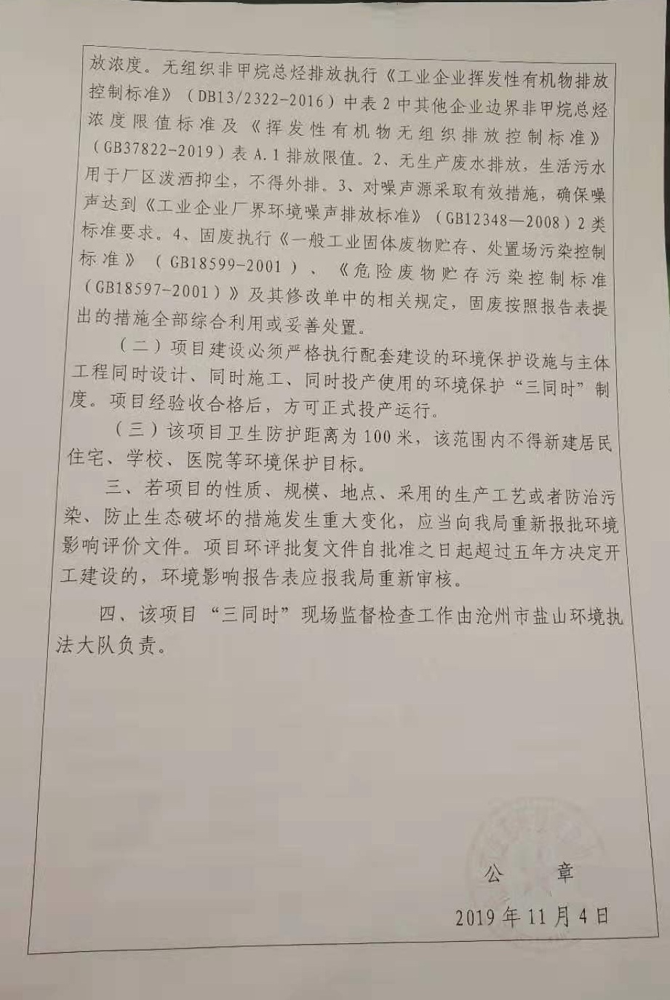 放浓度。无组织非甲烷总烃排放执行《工业企业挥发性有机物排放
控制标准》（DB13/2322-2016)中表2中其他企业边界非甲烷总烃
浓度限值标准及《挥发性有机物无组织排放控制标准》
（GB37822-2019）表A.1排放限值。2、无生产废水排放，生活污水
用于厂区泼洒抑尘，不得外排。3、对噪声源采取有效措施，确保噪
声达到《工业企业厂界环境噪声排放标准》（GB12348—2008）2类
标准要求。4、固废执行《一般工业固体废物贮存、处置场污染控制
标准》（GB18599-2001）、《危险废物贮存污染控制标准
（GB18597-2001）》及其修改单中的相关规定，固废按照报告表提
出的措施全部综合利用或妥善处置。
（二）项目建设必须严格执行配套建设的环境保护设施与主体
工程同时设计、同时施工、同时投产使用的环境保护“三同时”制
度。项目经验收合格后，方可正式投产运行。
（三）该项目卫生防护距离为100米，该范围内不得新建居民
住宅、学校、医院等环境保护目标。
三、若项目的性质、规模、地点、采用的生产工艺或者防治污
染、防止生态破坏的措施发生重大变化，应当向我局重新报批环境
影响评价文件。项目环评批复文件自批准之日起超过五年方决定开
工建设的，环境影响报告表应报我局重新审核。
四、该项目“三同时”现场监督检查工作由沧州市盐山环境执
法大队负责。
公 章
2019年11月4日